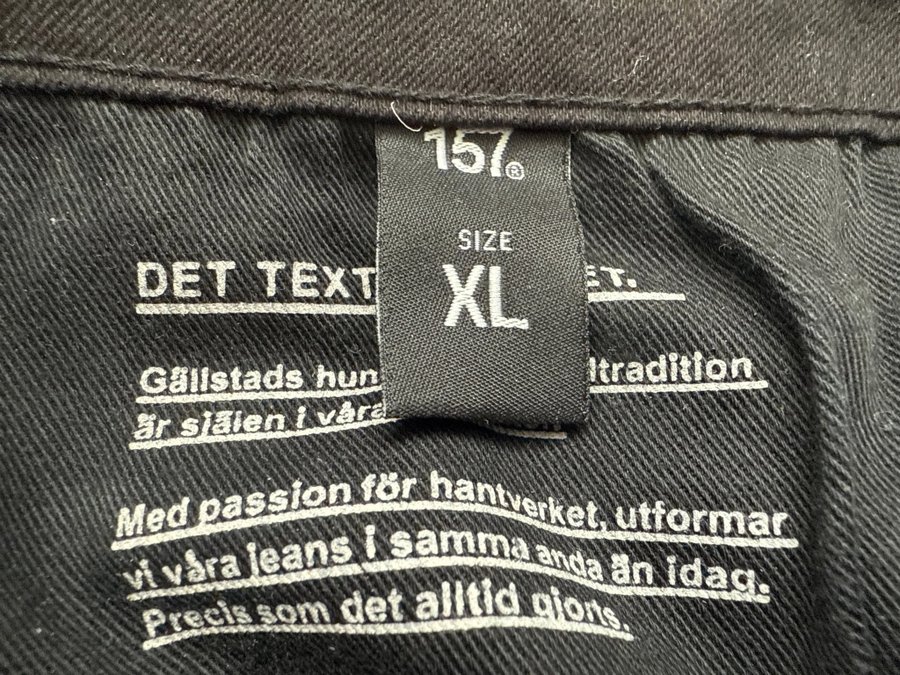 157®
SIZE
XL
DET TEXT ET.
Gällstads hun ltradition
är själen i våra
Med passion för hantverket, utformar
vi våra jeans i samma anda än idag.
Precis som det alltid gjorts.